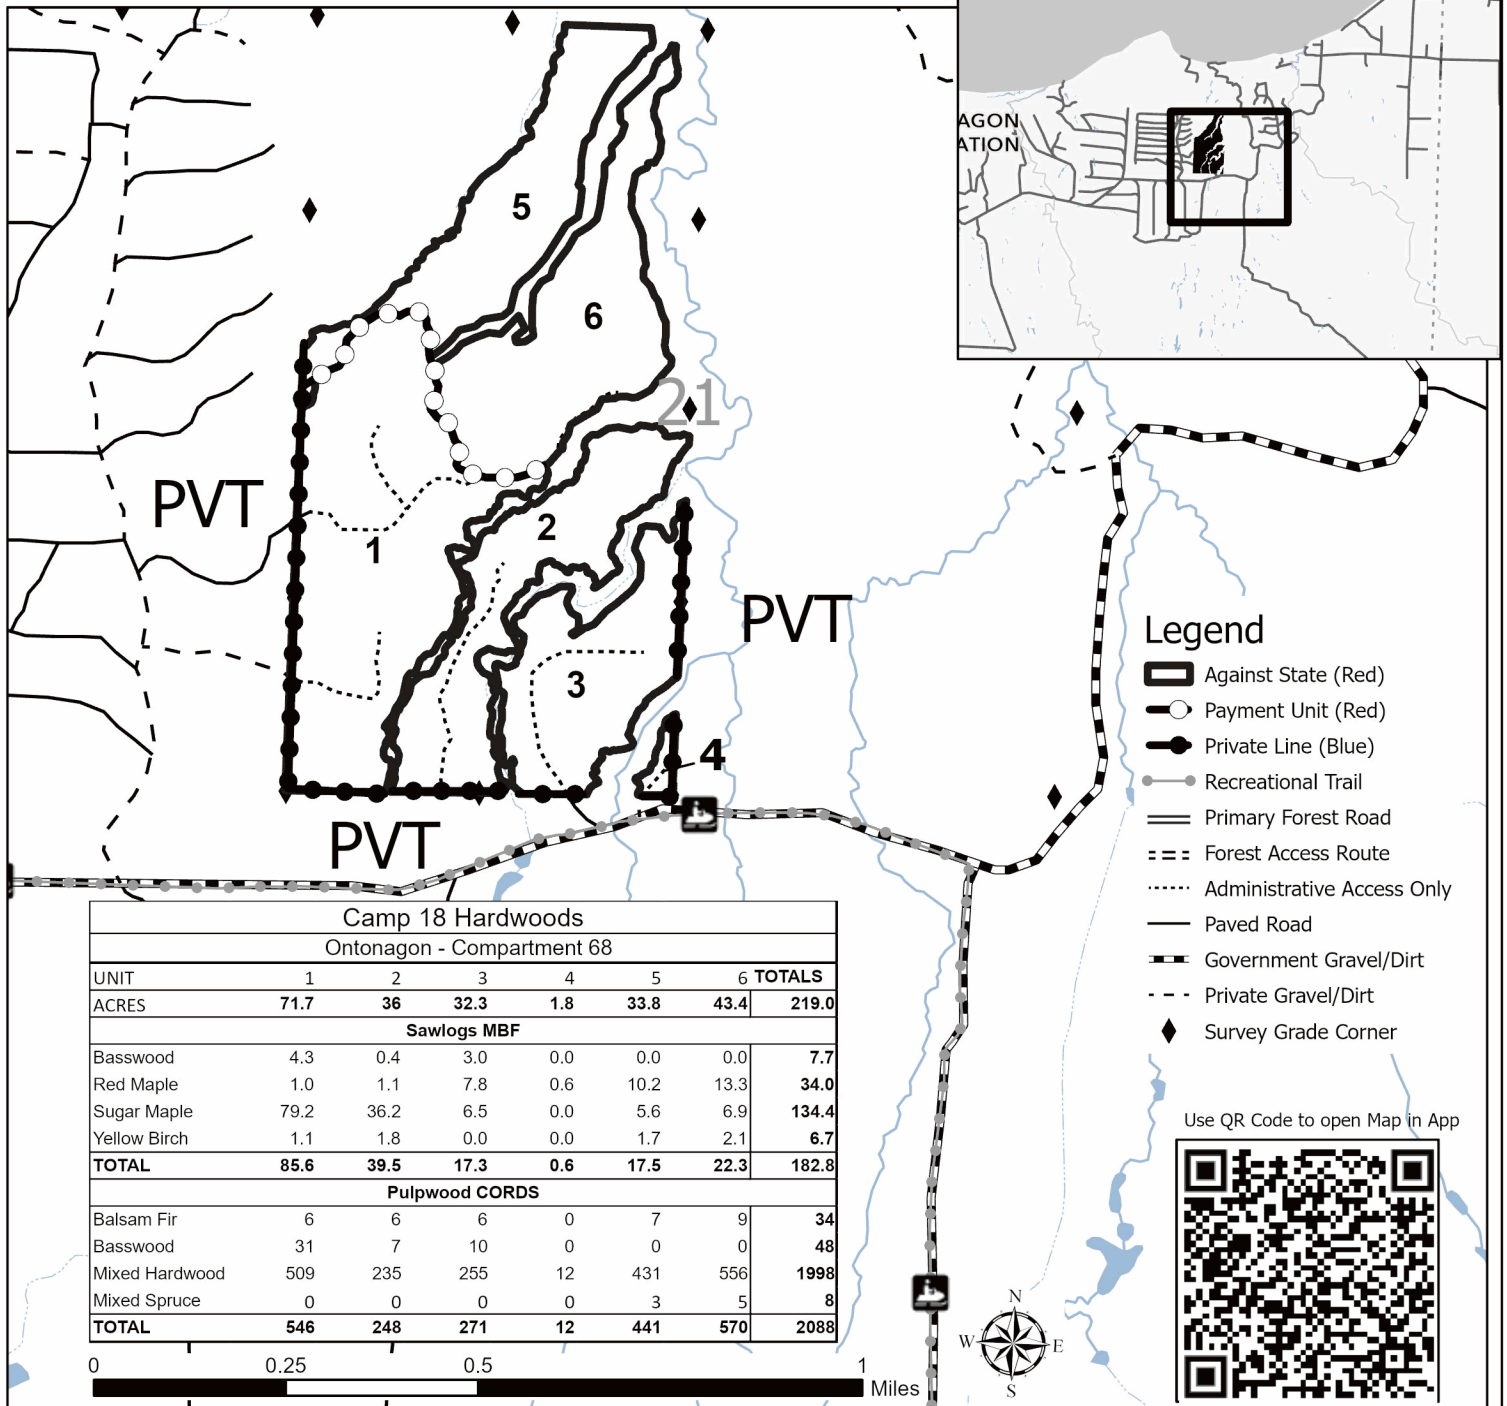 AGON
ATION
5
6
21
PVT
2
1
PVT
3
4
PVT
Legend
Against State (Red)
Payment Unit (Red)
Private Line (Blue)
Recreational Trail
Primary Forest Road
Forest Access Route
Administrative Access Only
Paved Road
Government Gravel/Dirt
Private Gravel/Dirt
Survey Grade Corner
Camp 18 Hardwoods
Ontonagon - Compartment 68
UNIT 1 2 3 4 5 6 TOTALS
ACRES 71.7 36 32.3 1.8 33.8 43.4 219.0
Sawlogs MBF
Basswood 4.3 0.4 3.0 0.0 0.0 0.0 7.7
Red Maple 1.0 1.1 7.8 0.6 10.2 13.3 34.0
Sugar Maple 79.2 36.2 6.5 0.0 5.6 6.9 134.4
Yellow Birch 1.1 1.8 0.0 0.0 1.7 2.1 6.7
TOTAL 85.6 39.5 17.3 0.6 17.5 22.3 182.8
Pulpwood CORDS
Balsam Fir 6 6 6 0 7 9 34
Basswood 31 7 10 0 0 0 48
Mixed Hardwood 509 235 255 12 431 556 1998
Mixed Spruce 0 0 0 0 3 5 8
TOTAL 546 248 271 12 441 570 2088
Use QR Code to open Map in App
N
W E
S
0 0.25 0.5 1
Miles